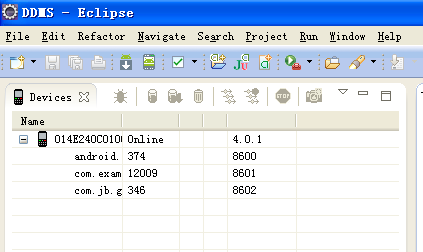 DDMS - Eclipse
File Edit Refactor Navigate Search Project Run Window Help
Devices
Name
014E240C0100 Online 4.0.1
android. 374 8600
com.exam 12009 8601
com.jb.g 346 8602